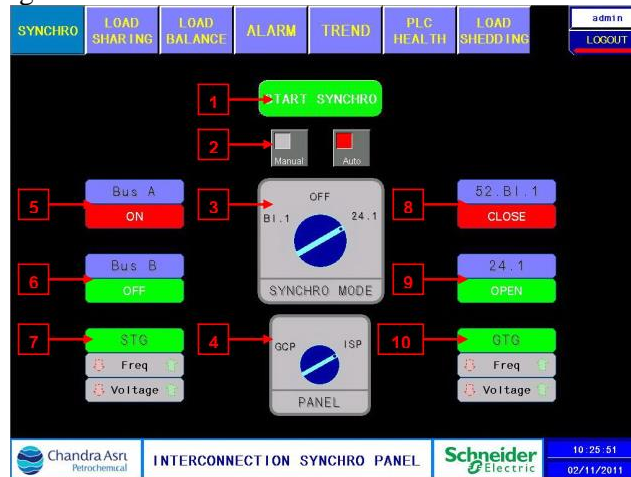 SYNCHRO
LOAD SHARING
LOAD BALANCE
ALARM
TREND
PLC HEALTH
LOAD SHEDDING
admin
LOGOUT
1
START SYNCHRO
2
Manual
Auto
5
Bus A
ON
3
OFF
BI.1
24.1
SYNCHRO MODE
8
52.BI.1
CLOSE
6
Bus B
OFF
9
24.1
OPEN
7
STG
Freq
Voltage
4
GCP
ISP
PANEL
10
GTG
Freq
Voltage
Chandra Asri
Petrochemical
INTERCONNECTION SYNCHRO PANEL
Schneider
Electric
10:25:51
02/11/2011